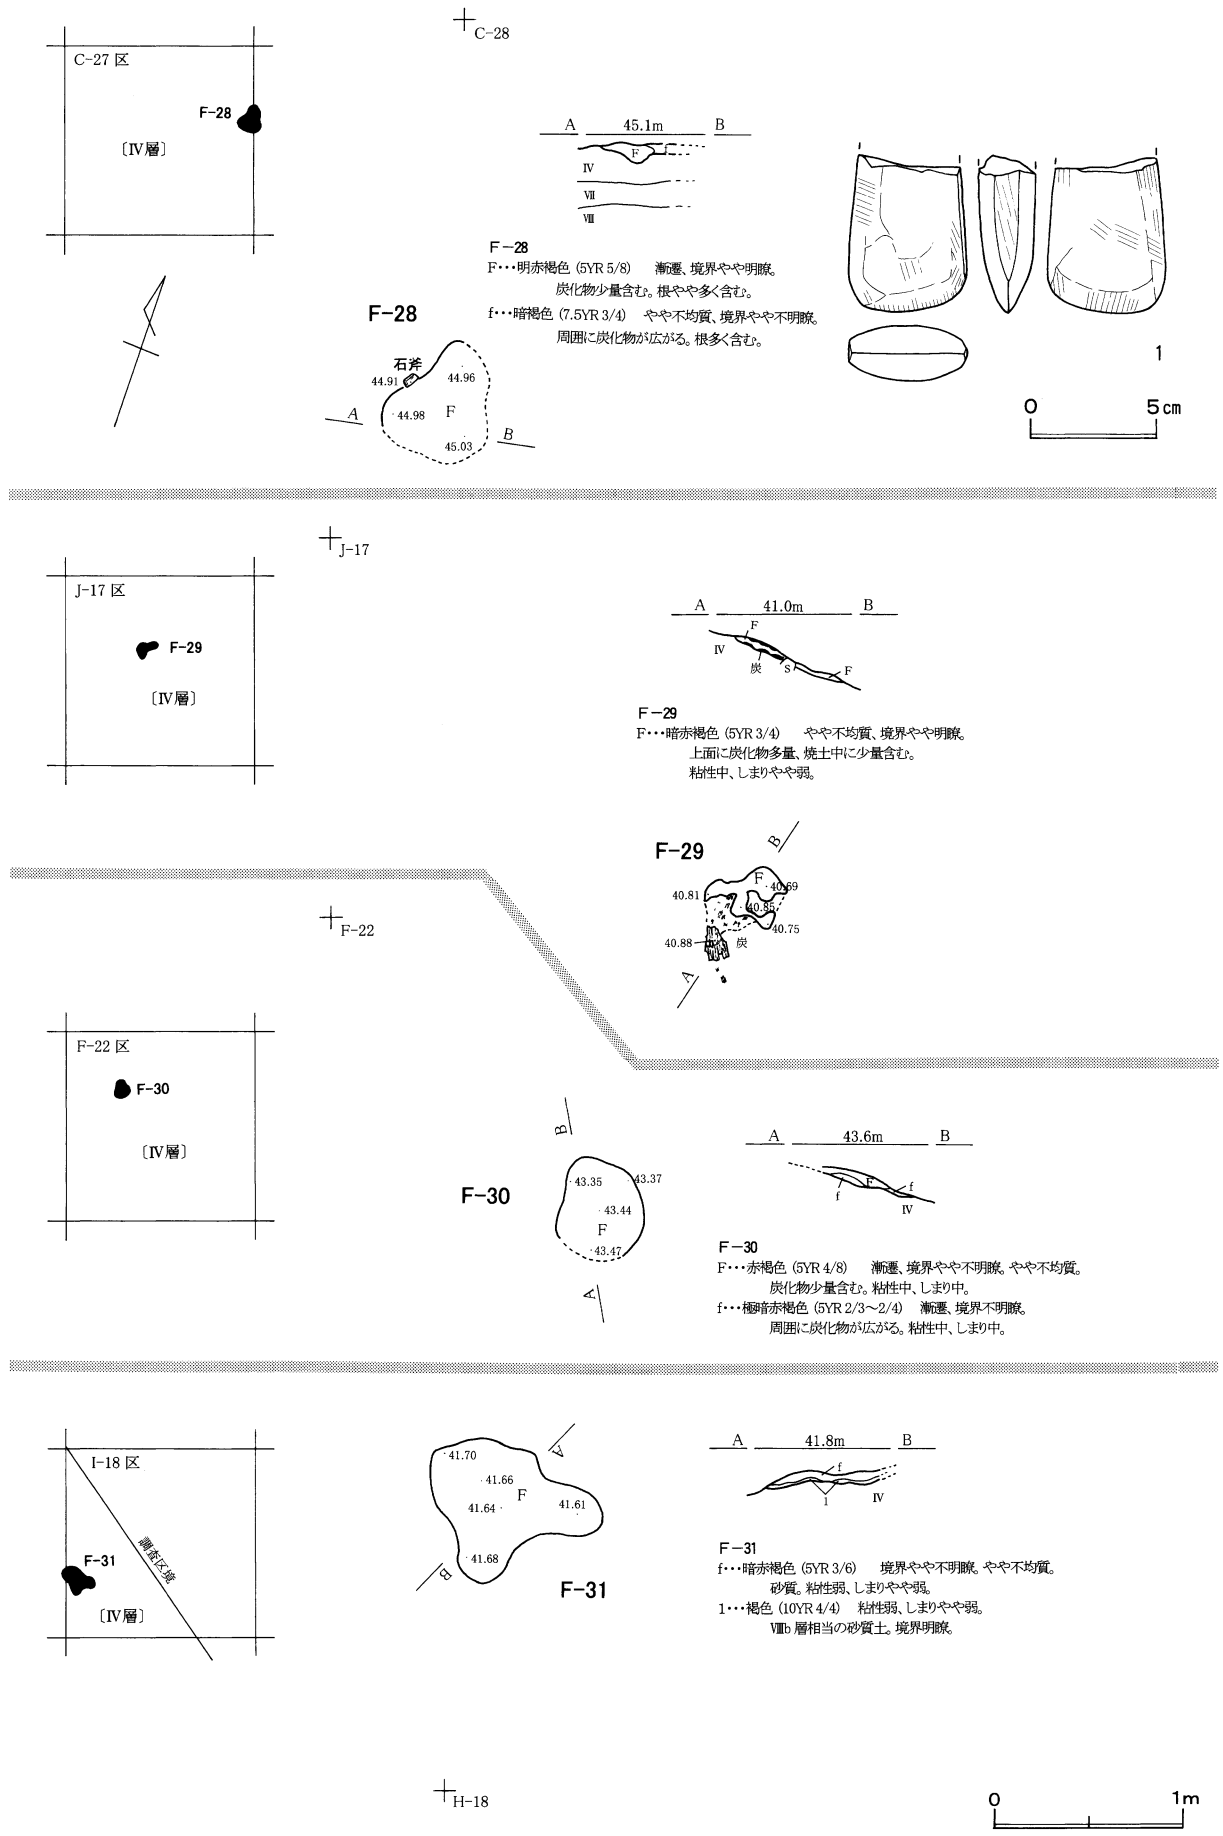 C-28
C-27区
F-28
〔Ⅳ層〕
A 45.1m B
F f
Ⅳ
Ⅶ
Ⅷ
F-28
F･･･明赤褐色 (5YR 5/8) 漸遷、境界やや明瞭。
炭化物少量含む。根やや多く含む。
f･･･暗褐色 (7.5YR 3/4) やや不均質、境界やや不明瞭。
周囲に炭化物が広がる。根多く含む。
F-28
石斧
44.91
44.96
A
44.98
F
B
45.03
1
0 5cm
J-17
J-17区
F-29
〔Ⅳ層〕
A 41.0m B
F
Ⅳ
炭
S
F
F-29
F･･･暗赤褐色 (5YR 3/4) やや不均質、境界やや明瞭。
上面に炭化物多量、焼土中に少量含む。
粘性中、しまりやや弱。
F-29
B
F
40.69
40.81
40.85
40.75
40.88
炭
A
F-22
F-22区
F-30
〔Ⅳ層〕
B
F-30
43.35
43.37
43.44
F
43.47
A
A 43.6m B
F
f
f
Ⅳ
F-30
F･･･赤褐色 (5YR 4/8) 漸遷、境界やや不明瞭。やや不均質。
炭化物少量含む。粘性中、しまり中。
f･･･極暗赤褐色 (5YR 2/3～2/4) 漸遷、境界不明瞭。
周囲に炭化物が広がる。粘性中、しまり中。
I-18区
調査区境
F-31
〔Ⅳ層〕
A
41.70
41.66
F
41.64
41.61
41.68
B
F-31
A 41.8m B
f
1
Ⅳ
F-31
f･･･暗赤褐色 (5YR 3/6) 境界やや不明瞭。やや不均質。
砂質。粘性弱、しまりやや弱。
1･･･褐色 (10YR 4/4) 粘性弱、しまりやや弱。
Ⅷb層相当の砂質土。境界明瞭。
H-18
0 1m